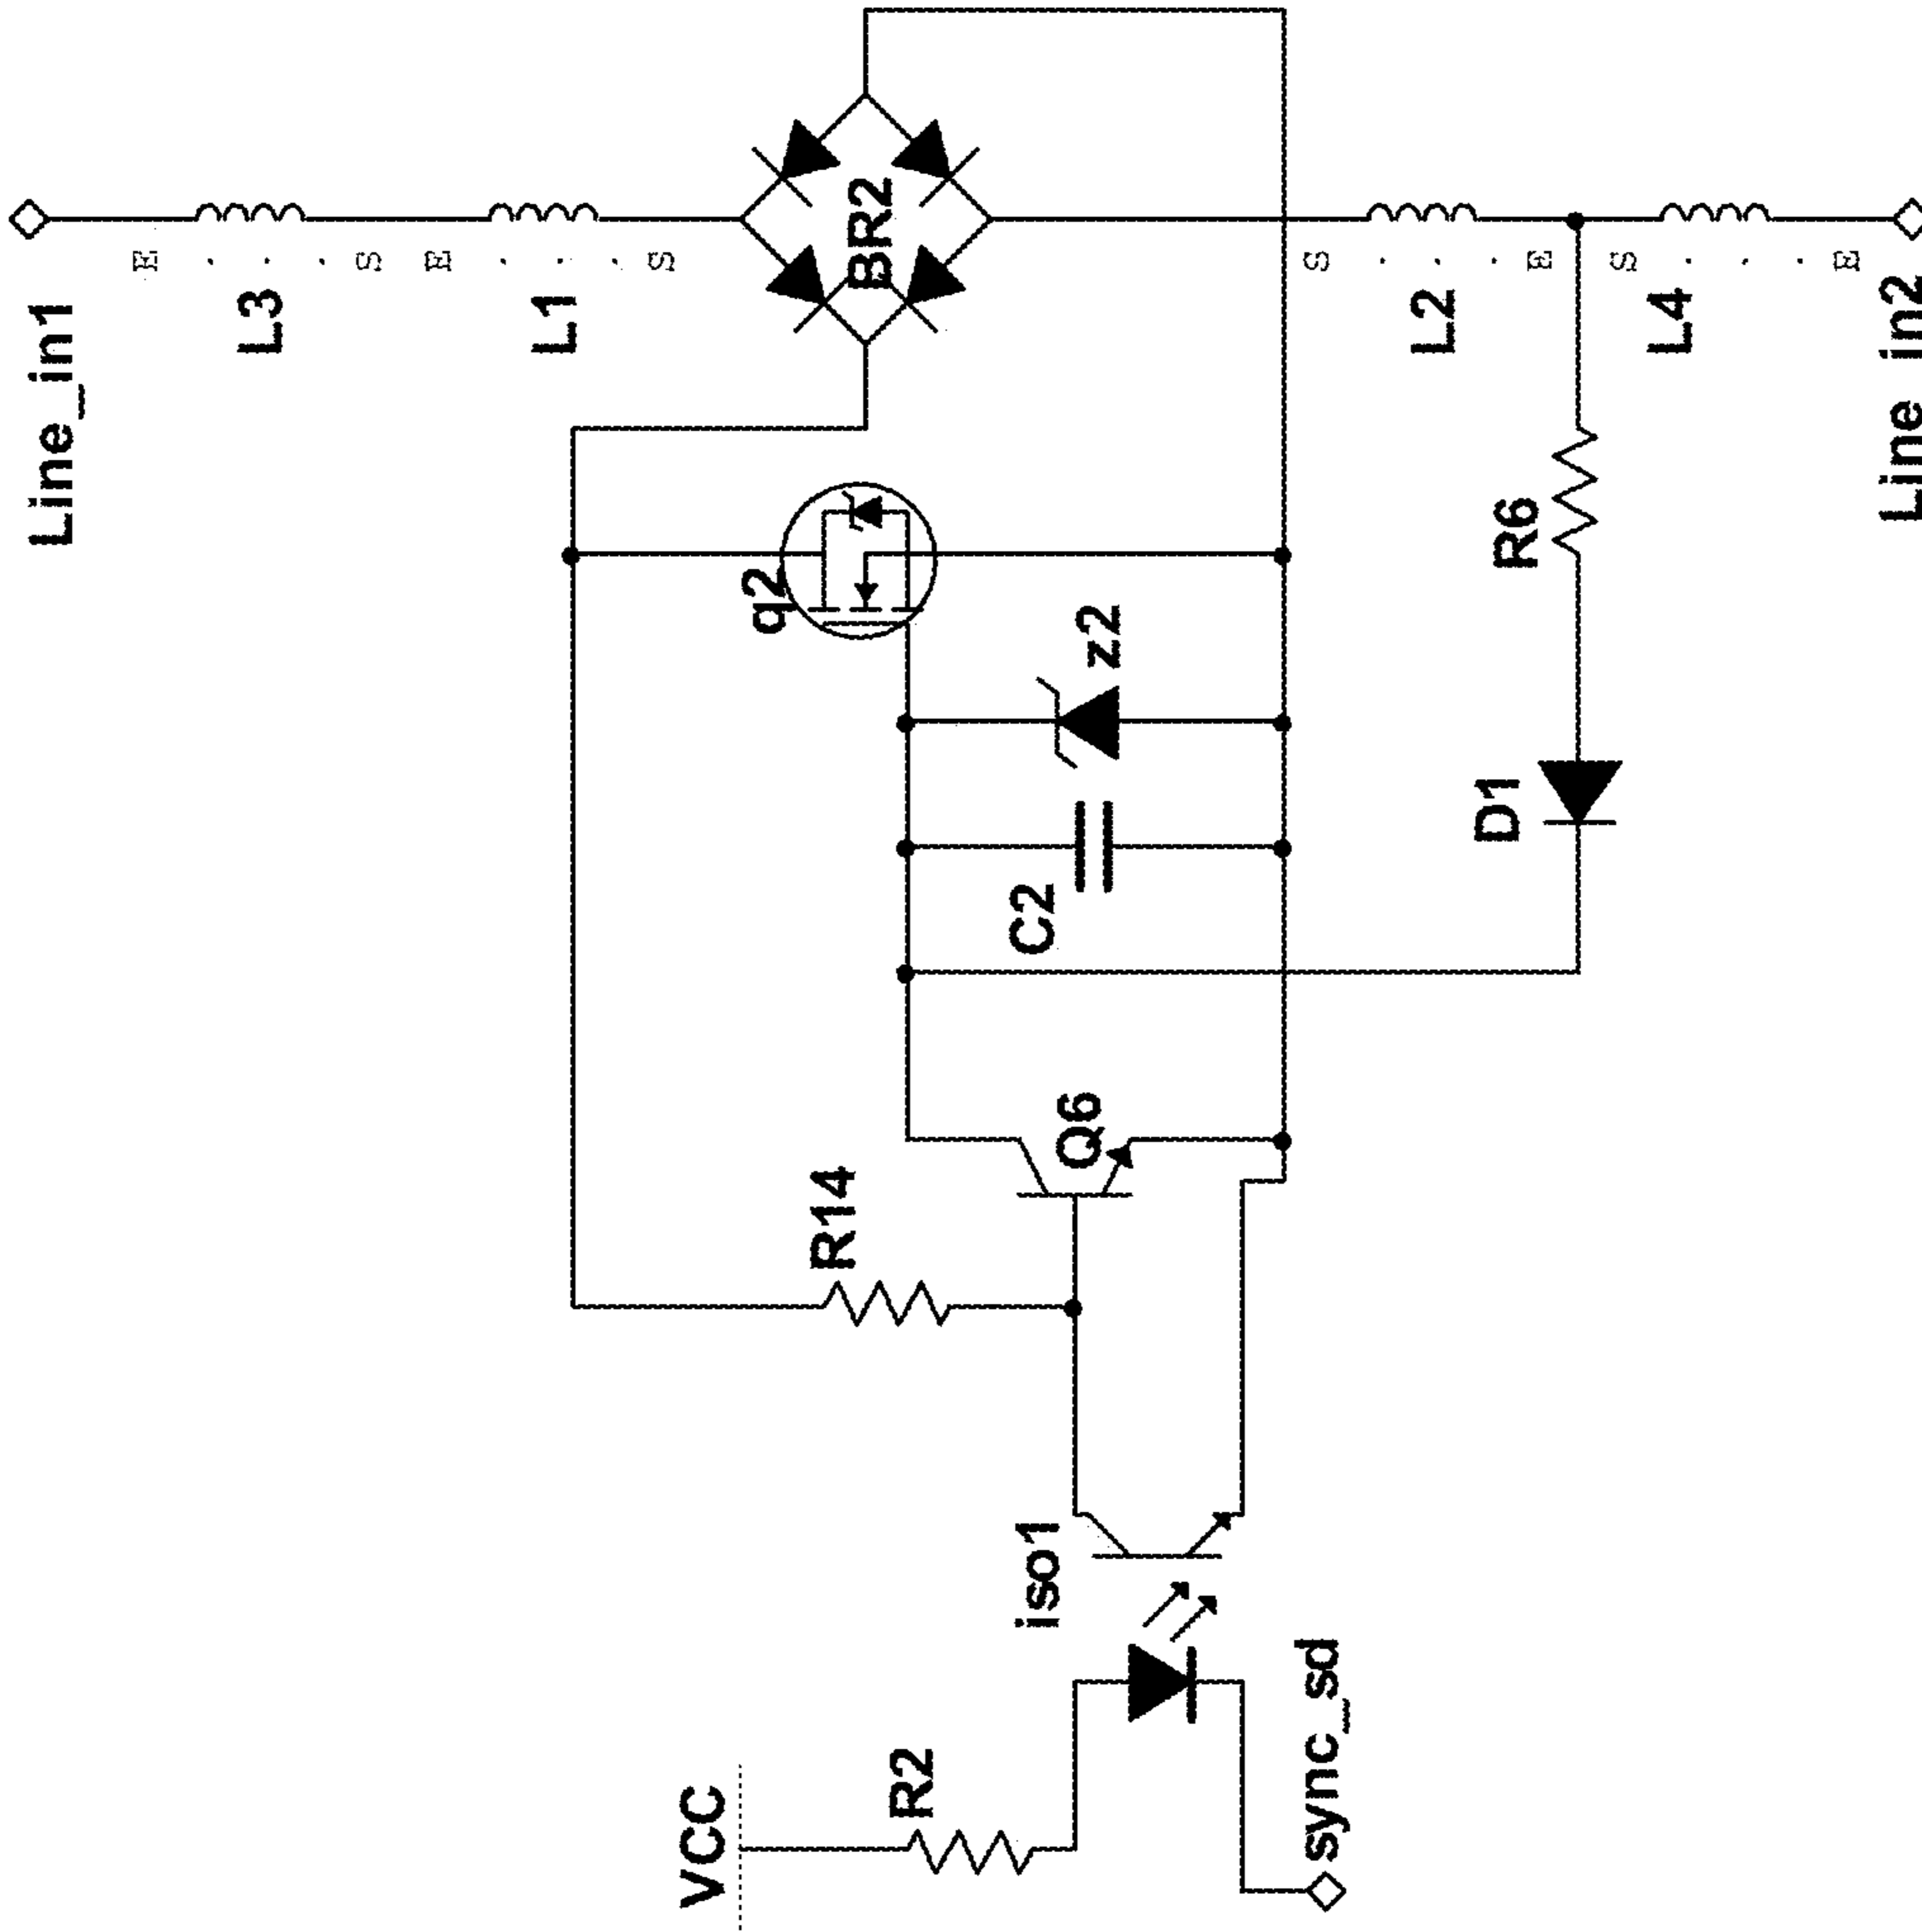 Line_in1
E . . . S
L3
E . . . S
L1
BR2
S . . . E
L2
S . . . E
L4
Line_in2
q2
z2
C2
R6
D1
Q6
R14
iso1
R2
VCC
sync_sd